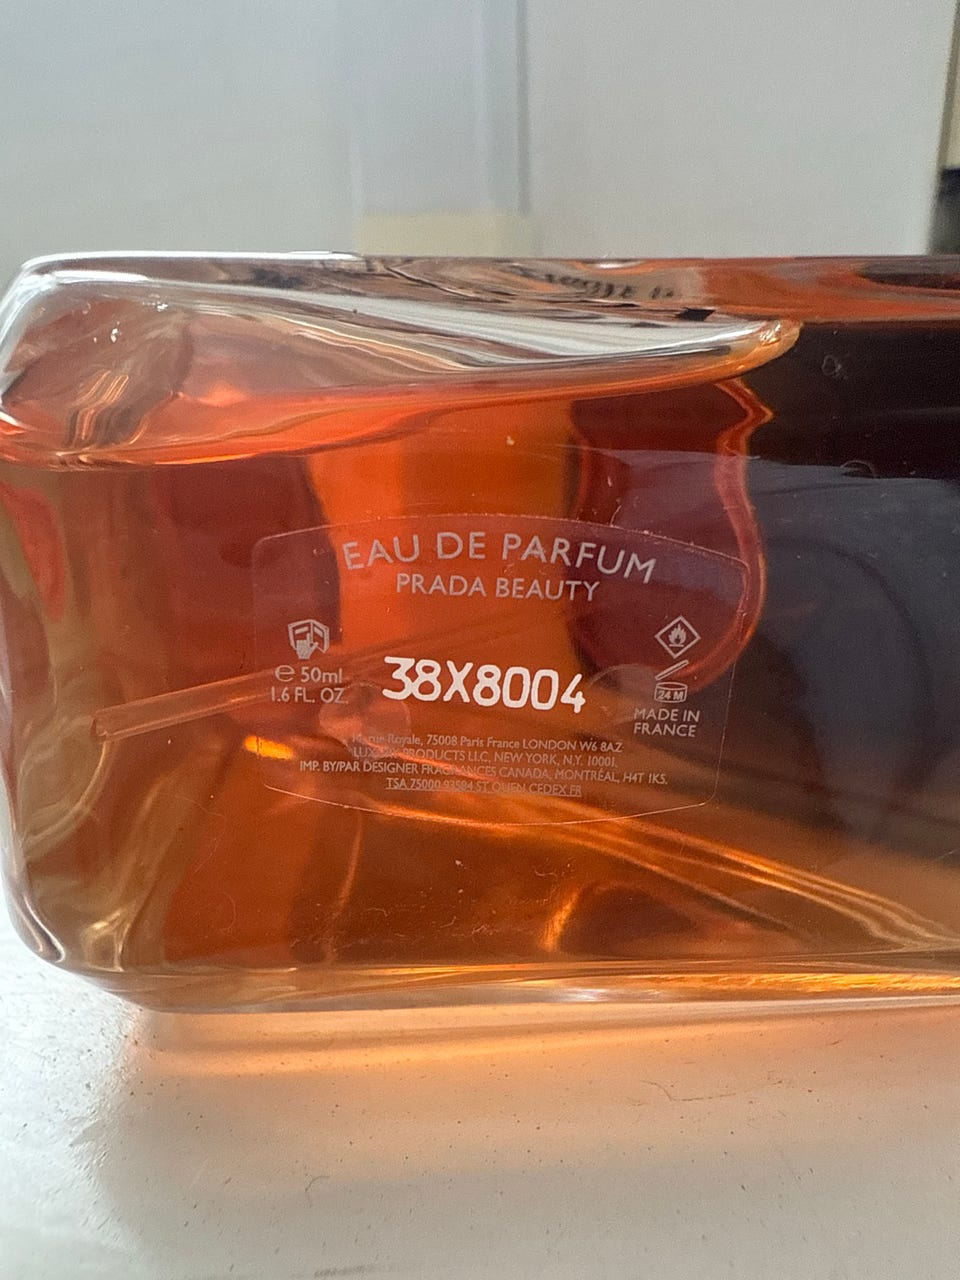 EAU DE PARFUM
PRADA BEAUTY
℮ 50ml
1.6 FL. OZ.
38X8004
24 M
MADE IN
FRANCE
rue Royale, 75008 Paris France LONDON W6 8AZ
LUXURY PRODUCTS LLC, NEW YORK, N.Y. 10001.
IMP. BY/PAR DESIGNER FRAGRANCES CANADA, MONTRÉAL, H4T 1K5.
TSA 75000 93584 ST OUEN CEDEX.FR